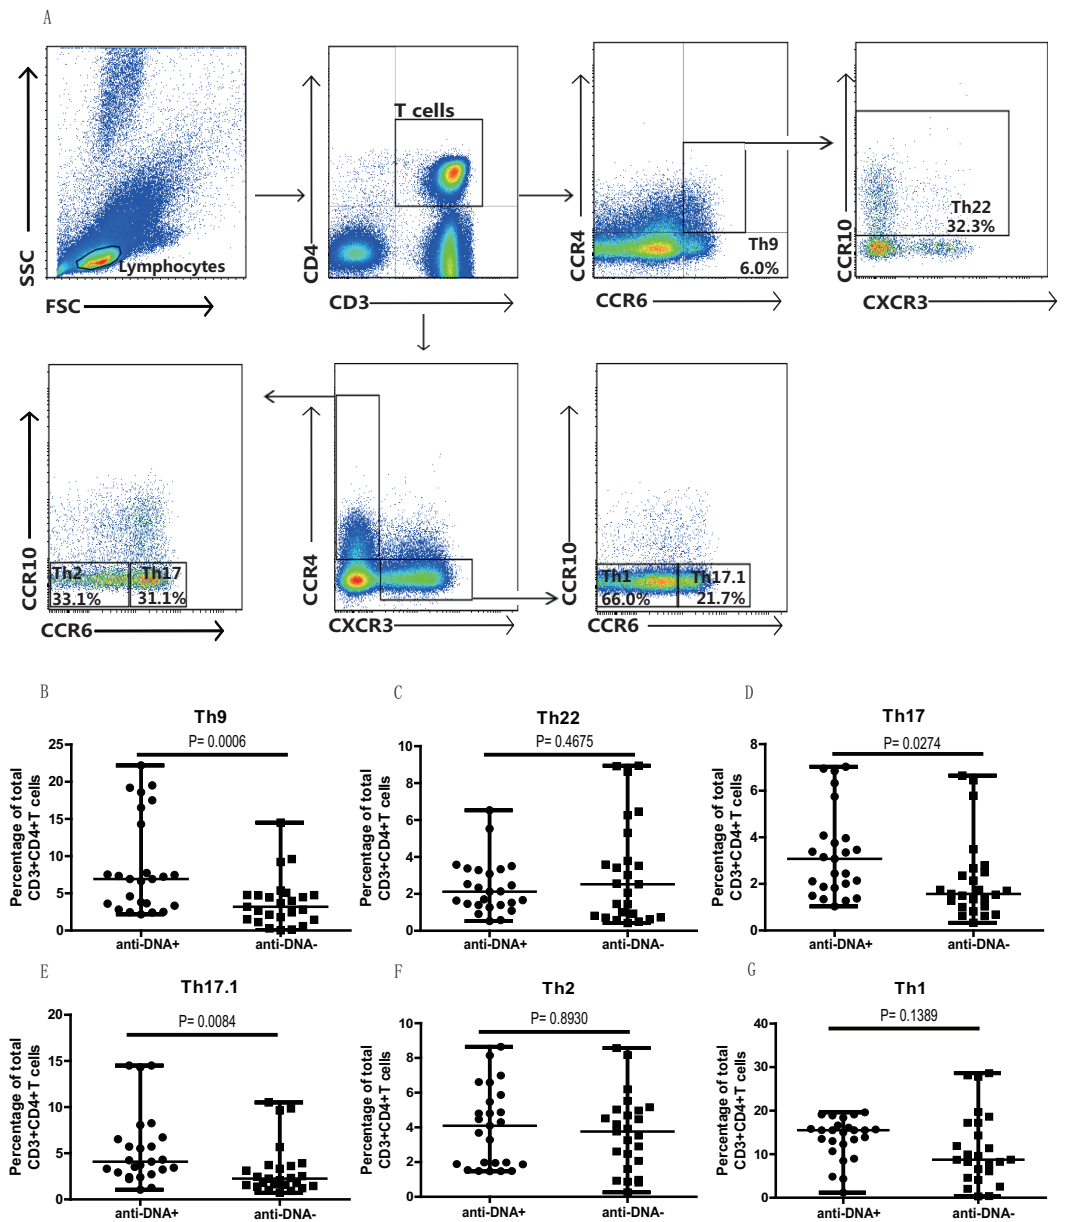 A
T cells
Lymphocytes
SSC
FSC
CD4
CD3
CCR4
CCR6
Th9
6.0%
CCR10
CXCR3
Th22
32.3%
CCR10
CCR6
Th2
33.1%
Th17
31.1%
CCR4
CXCR3
CCR10
CCR6
Th1
66.0%
Th17.1
21.7%
B
Th9
P= 0.0006
Percentage of total
CD3+CD4+T cells
25
20
15
10
5
0
anti-DNA+
anti-DNA-
C
Th22
P= 0.4675
Percentage of total
CD3+CD4+T cells
10
8
6
4
2
0
anti-DNA+
anti-DNA-
D
Th17
P= 0.0274
Percentage of total
CD3+CD4+T cells
8
6
4
2
0
anti-DNA+
anti-DNA-
E
Th17.1
P= 0.0084
Percentage of total
CD3+CD4+T cells
20
15
10
5
0
anti-DNA+
anti-DNA-
F
Th2
P= 0.8930
Percentage of total
CD3+CD4+T cells
10
8
6
4
2
0
anti-DNA+
anti-DNA-
G
Th1
P= 0.1389
Percentage of total
CD3+CD4+T cells
40
30
20
10
0
anti-DNA+
anti-DNA-